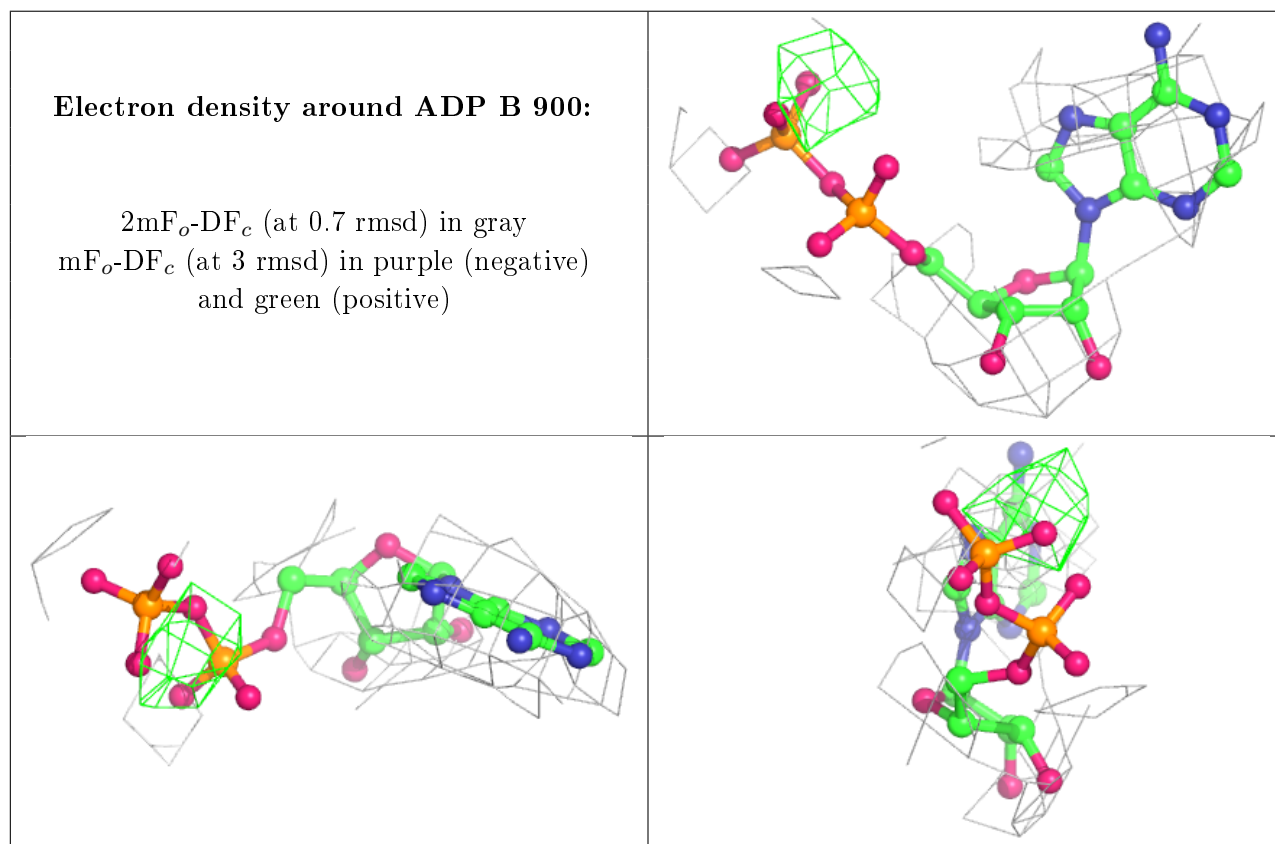 Electron density around ADP B 900:
2mFₒ-DF𝒸 (at 0.7 rmsd) in gray
mFₒ-DF𝒸 (at 3 rmsd) in purple (negative)
and green (positive)